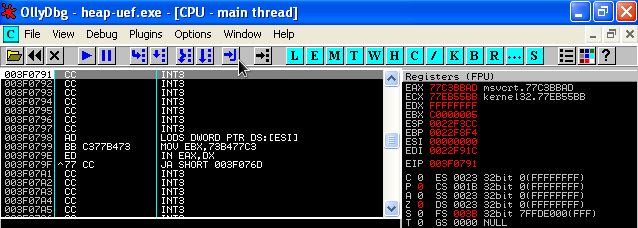 OllyDbg - heap-uef.exe - [CPU - main thread]
C File View Debug Plugins Options Window Help
L E M T W H C / K B R ... S ?
003F0791 CC INT3
003F0792 CC INT3
003F0793 CC INT3
003F0794 CC INT3
003F0795 CC INT3
003F0796 CC INT3
003F0797 CC INT3
003F0798 AD LODS DWORD PTR DS:[ESI]
003F0799 BB C377B473 MOV EBX,73B477C3
003F079E ED IN EAX,DX
003F079F ^77 CC JA SHORT 003F076D
003F07A1 CC INT3
003F07A2 CC INT3
003F07A3 CC INT3
003F07A4 CC INT3
003F07A5 CC INT3
Registers (FPU)
EAX 77C3BBAD msvcrt.77C3BBAD
ECX 77EB55BB kernel32.77EB55BB
EDX FFFFFFFF
EBX C0000005
ESP 0022F3CC
EBP 0022F8F4
ESI 00000000
EDI 0022F91C
EIP 003F0791
C 0 ES 0023 32bit 0(FFFFFFFF)
P 0 CS 001B 32bit 0(FFFFFFFF)
A 0 SS 0023 32bit 0(FFFFFFFF)
Z 0 DS 0023 32bit 0(FFFFFFFF)
S 0 FS 003B 32bit 7FFDE000(FFF)
T 0 GS 0000 NULL